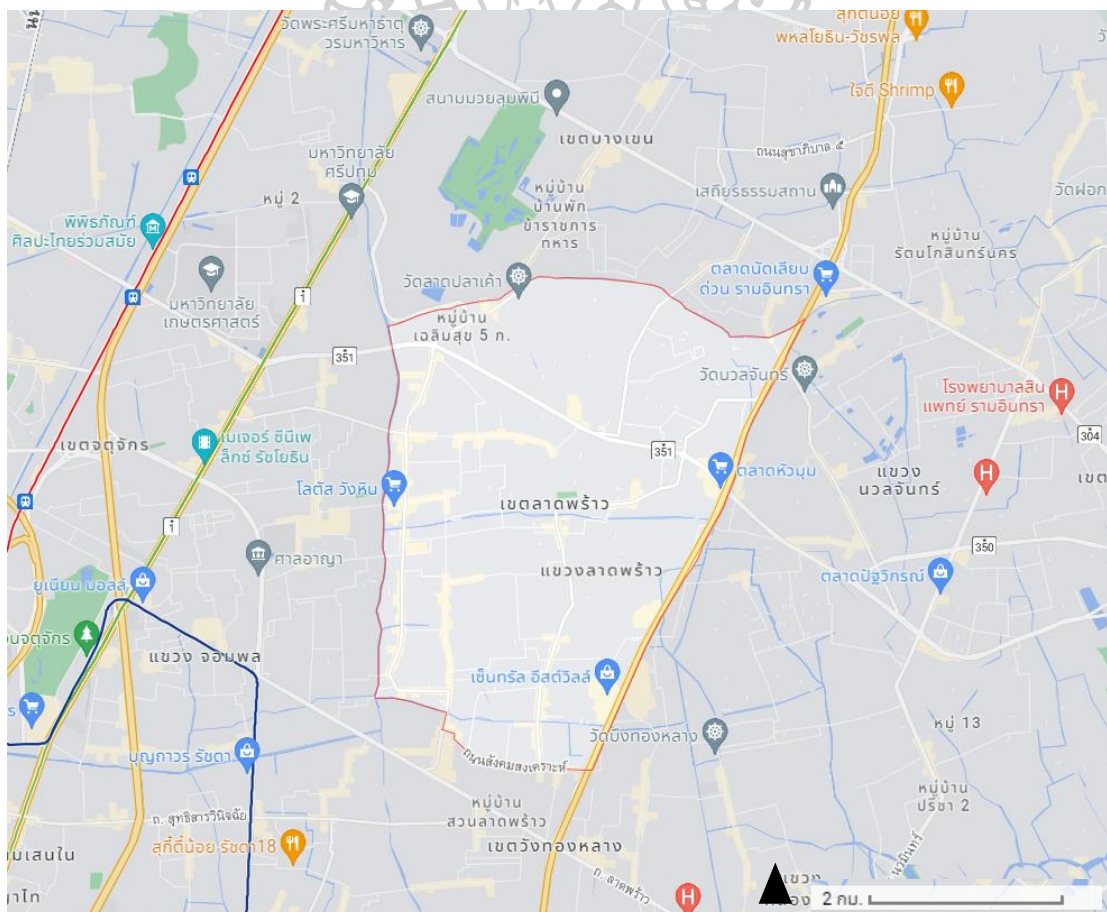 สุกี้ตี๋น้อย
พหลโยธิน-วัชรพล
วัดพระศรีมหาธาตุ
วรมหาวิหาร
ใจดี Shrimp
สนามมวยลุมพินี
เขตบางเขน
ถนนสุขาภิบาล ๕
มหาวิทยาลัย
ศรีปทุม
หมู่ 2
หมู่บ้าน
บ้านพัก
ข้าราชการ
ทหาร
เสถียรธรรมสถาน
พิพิธภัณฑ์
ศิลปะไทยร่วมสมัย
หมู่บ้าน
รัตนโกสินทร์นคร
วัดลาดปลาเค้า
ตลาดนัดเลียบ
ด่วน รามอินทรา
มหาวิทยาลัย
เกษตรศาสตร์
1
หมู่บ้าน
เฉลิมสุข 5 ก.
351
วัดนวลจันทร์
โรงพยาบาลสิน
แพทย์ รามอินทรา
304
เขตจตุจักร
เมเจอร์ ซีนีเพ
ล็กซ์ รัชโยธิน
351
ตลาดหัวมุม
แขวง
นวลจันทร์
เขต
โลตัส วังหิน
เขตลาดพร้าว
1
350
ศาลอาญา
แขวงลาดพร้าว
ตลาดปัฐวิกรณ์
ยูเนียน มอลล์
แขวง จอมพล
เซ็นทรัล อีสต์วิลล์
หมู่ 13
วัดบึงทองหลาง
บุญถาวร รัชดา
ถนนสังคมสงเคราะห์
หมู่บ้าน
ปรีชา 2
ถ. สุทธิสารวินิจฉัย
หมู่บ้าน
สวนลาดพร้าว
เขตวังทองหลาง
สุกี้ตี๋น้อย รัชดา18
ถ. ลาดพร้าว
แขวง
2 กม.